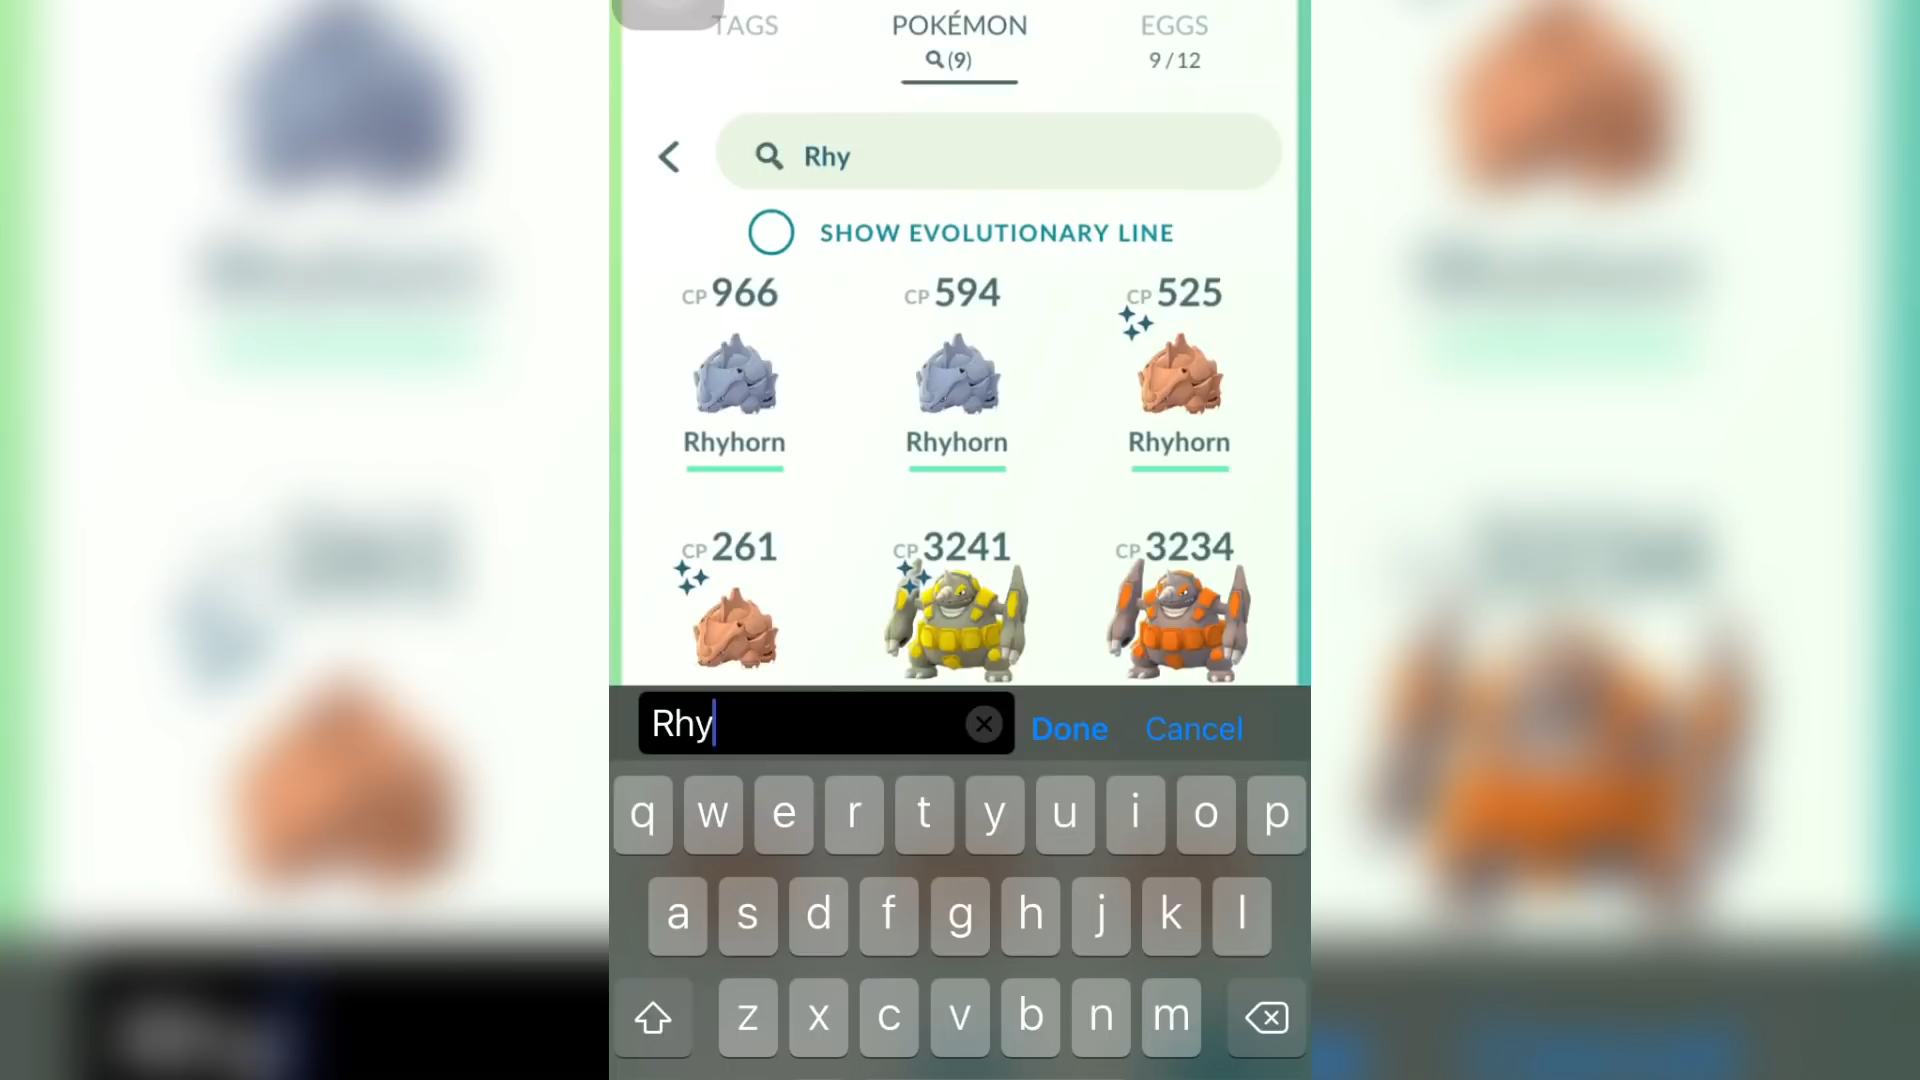 TAGS POKÉMON EGGS
(9) 9 / 12
Rhy
SHOW EVOLUTIONARY LINE
CP 966 CP 594 CP 525
Rhyhorn Rhyhorn Rhyhorn
CP 261 CP 3241 CP 3234
Rhy Done Cancel
q w e r t y u i o p
a s d f g h j k l
z x c v b n m